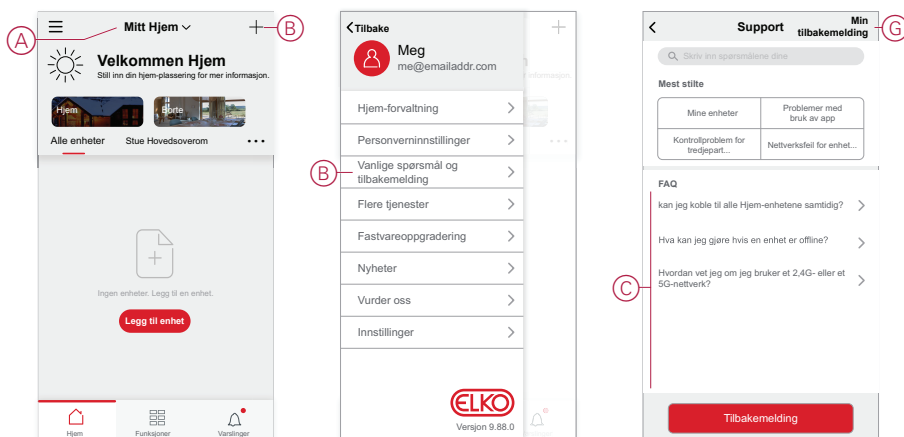 A
Mitt Hjem
B
Velkommen Hjem
Still inn din hjem-plassering for mer informasjon.
Hjem
Borte
Alle enheter
Stue Hovedsoverom
Ingen enheter. Legg til en enhet.
Legg til enhet
Hjem
Funksjoner
Varslinger
Tilbake
Meg
me@emailaddr.com
informasjon
Hjem-forvaltning
Personverninnstillinger
B
Vanlige spørsmål og
tilbakemelding
Flere tjenester
Fastvareoppgradering
Nyheter
Vurder oss
Innstillinger
ELKO
Versjon 9.88.0
Support
Min
tilbakemelding
G
Skriv inn spørsmålene dine
Mest stilte
Mine enheter
Problemer med
bruk av app
Kontrollproblem for
tredjepart...
Nettverksfeil for enhet...
FAQ
kan jeg koble til alle Hjem-enhetene samtidig?
Hva kan jeg gjøre hvis en enhet er offline?
C
Hvordan vet jeg om jeg bruker et 2,4G- eller et
5G-nettverk?
Tilbakemelding